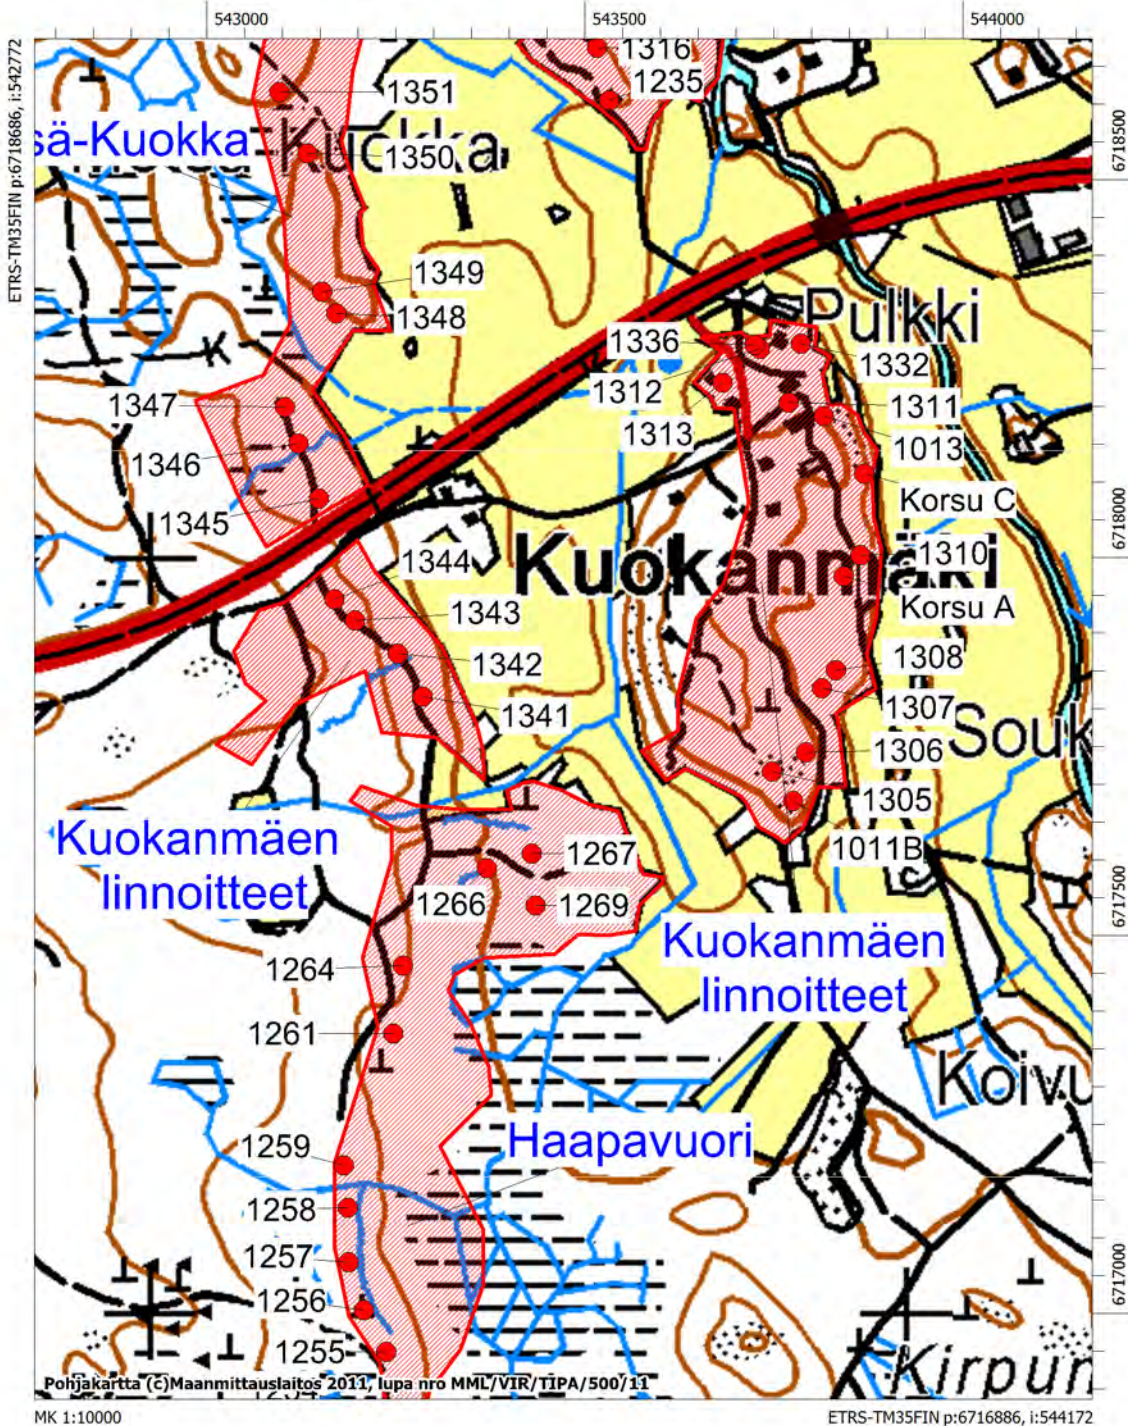 543000
543500
544000
ETRS-TM35FIN p:6718686, i:542772
1316
1235
1351
sä-Kuokka
Kuokka
1350
6718500
1349
1348
Pulkki
1336
1332
1312
1347
1311
1313
1013
1346
Korsu C
1345
6718000
1344
Kuokanmäki
1310
1343
Korsu A
1342
1308
1341
1307
Souk
1306
1305
Kuokanmäen
linnoitteet
1267
1011B
1266
1269
6717500
Kuokanmäen
linnoitteet
1264
1261
Koivu
Haapavuori
1259
1258
1257
6717000
1256
1255
Kirpun
Pohjakartta (c)Maanmittauslaitos 2011, lupa nro MML/VIR/TIPA/500/11
MK 1:10000
ETRS-TM35FIN p:6716886, i:544172